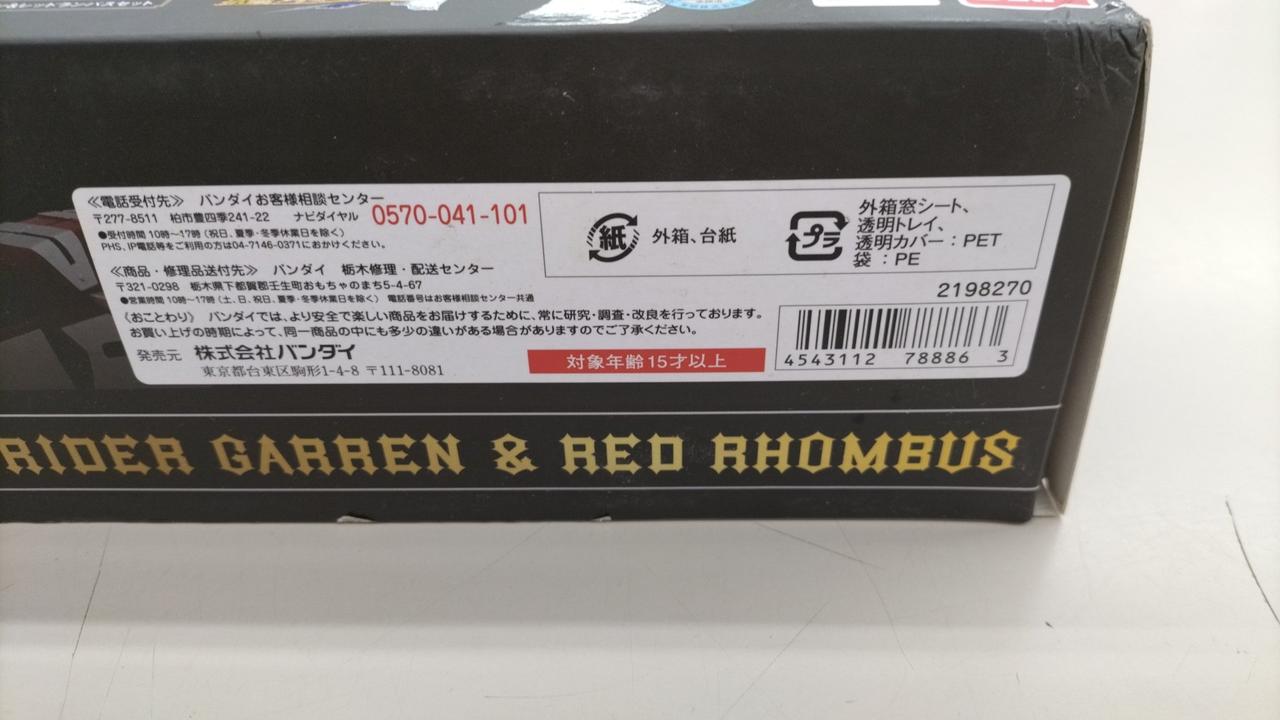 《電話受付先》 バンダイお客様相談センター
〒277-8511 柏市豊四季241-22 ナビダイヤル 0570-041-101
●受付時間 10時~17時(祝日、夏季・冬季休業日を除く)
PHS、IP電話等をご利用の方は04-7146-0371におかけください。
《商品・修理品送付先》 バンダイ 栃木修理・配送センター
〒321-0298 栃木県下都賀郡壬生町おもちゃのまち5-4-67
●営業時間 10時~17時(土、日、祝日、夏季・冬季休業日を除く) 電話番号はお客様相談センター共通
《おことわり》 バンダイでは、より安全で楽しい商品をお届けするために、常に研究・調査・改良を行っております。
お買い上げの時期によって、同一商品の中にも多少の違いがある場合がありますのでご了承ください。
発売元 株式会社バンダイ
東京都台東区駒形1-4-8 〒111-8081
対象年齢15才以上
紙 外箱、台紙
プラ 外箱窓シート、
透明トレイ、
透明カバー:PET
袋 :PE
2198270
4543112 78886 3
RIDER GARREN & RED RHOMBUS